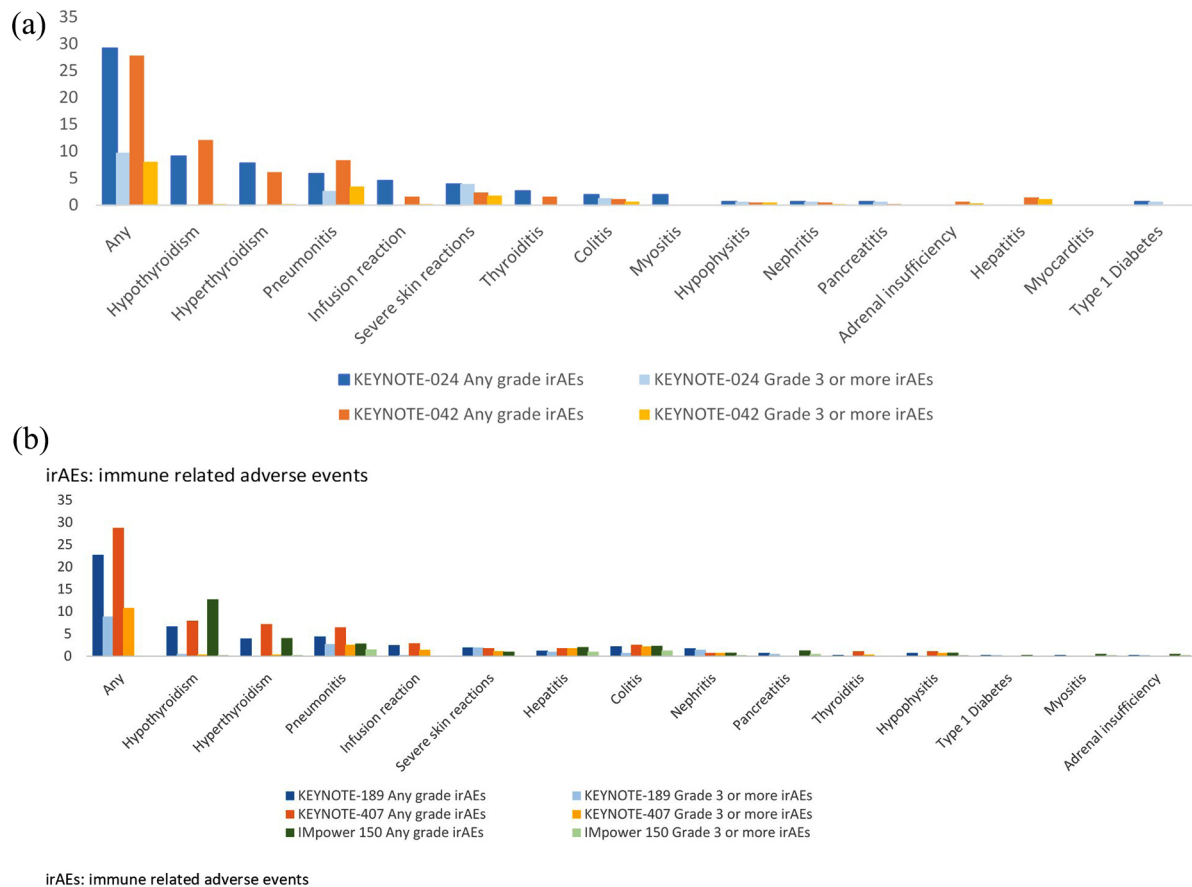 (a)
35
30
25
20
15
10
5
0
Any
Hypothyroidism
Hyperthyroidism
Pneumonitis
Infusion reaction
Severe skin reactions
Thyroiditis
Colitis
Myositis
Hypophysitis
Nephritis
Pancreatitis
Adrenal insufficiency
Hepatitis
Myocarditis
Type 1 Diabetes
KEYNOTE-024 Any grade irAEs
KEYNOTE-024 Grade 3 or more irAEs
KEYNOTE-042 Any grade irAEs
KEYNOTE-042 Grade 3 or more irAEs
(b)
irAEs: immune related adverse events
35
30
25
20
15
10
5
0
Any
Hypothyroidism
Hyperthyroidism
Pneumonitis
Infusion reaction
Severe skin reactions
Hepatitis
Colitis
Nephritis
Pancreatitis
Thyroiditis
Hypophysitis
Type 1 Diabetes
Myositis
Adrenal insufficiency
KEYNOTE-189 Any grade irAEs
KEYNOTE-189 Grade 3 or more irAEs
KEYNOTE-407 Any grade irAEs
KEYNOTE-407 Grade 3 or more irAEs
IMpower 150 Any grade irAEs
IMpower 150 Grade 3 or more irAEs
irAEs: immune related adverse events